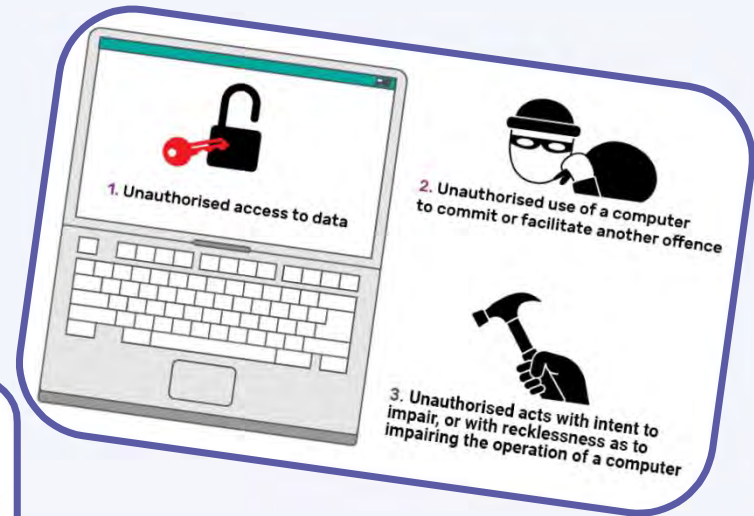 1. Unauthorised access to data
2. Unauthorised use of a computer
to commit or facilitate another offence
3. Unauthorised acts with intent to
impair, or with recklessness as to
impairing the operation of a computer